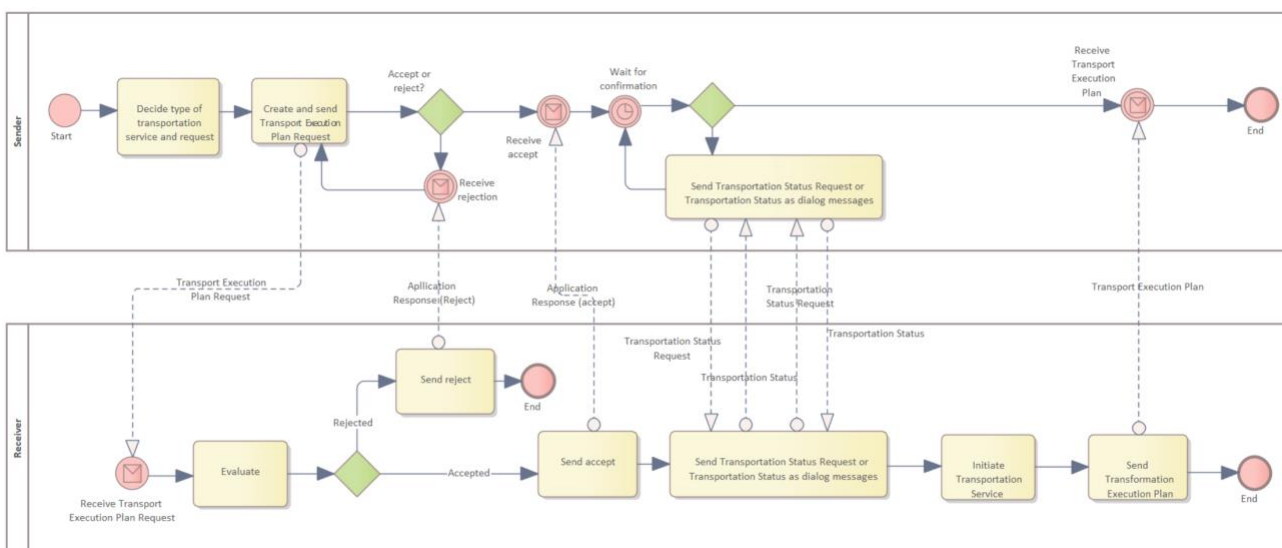 Sender
Start
Decide type of
transportation
service and request
Create and send
Transport Execution
Plan Request
Accept or
reject?
Receive
rejection
Receive
accept
Wait for
confirmation
Send Transportation Status Request or
Transportation Status as dialog messages
Receive
Transport
Execution
Plan
End
Transport Execution
Plan Request
Apllication
Response (Reject)
Application
Response (accept)
Transportation
Status Request
Transport Execution Plan
Transportation Status
Request
Transportation Status
Transportation Status
Receiver
Receive Transport
Execution Plan Request
Evaluate
Rejected
Send reject
End
Accepted
Send accept
Send Transportation Status Request or
Transportation Status as dialog messages
Initiate
Transportation
Service
Send
Transformation
Execution Plan
End